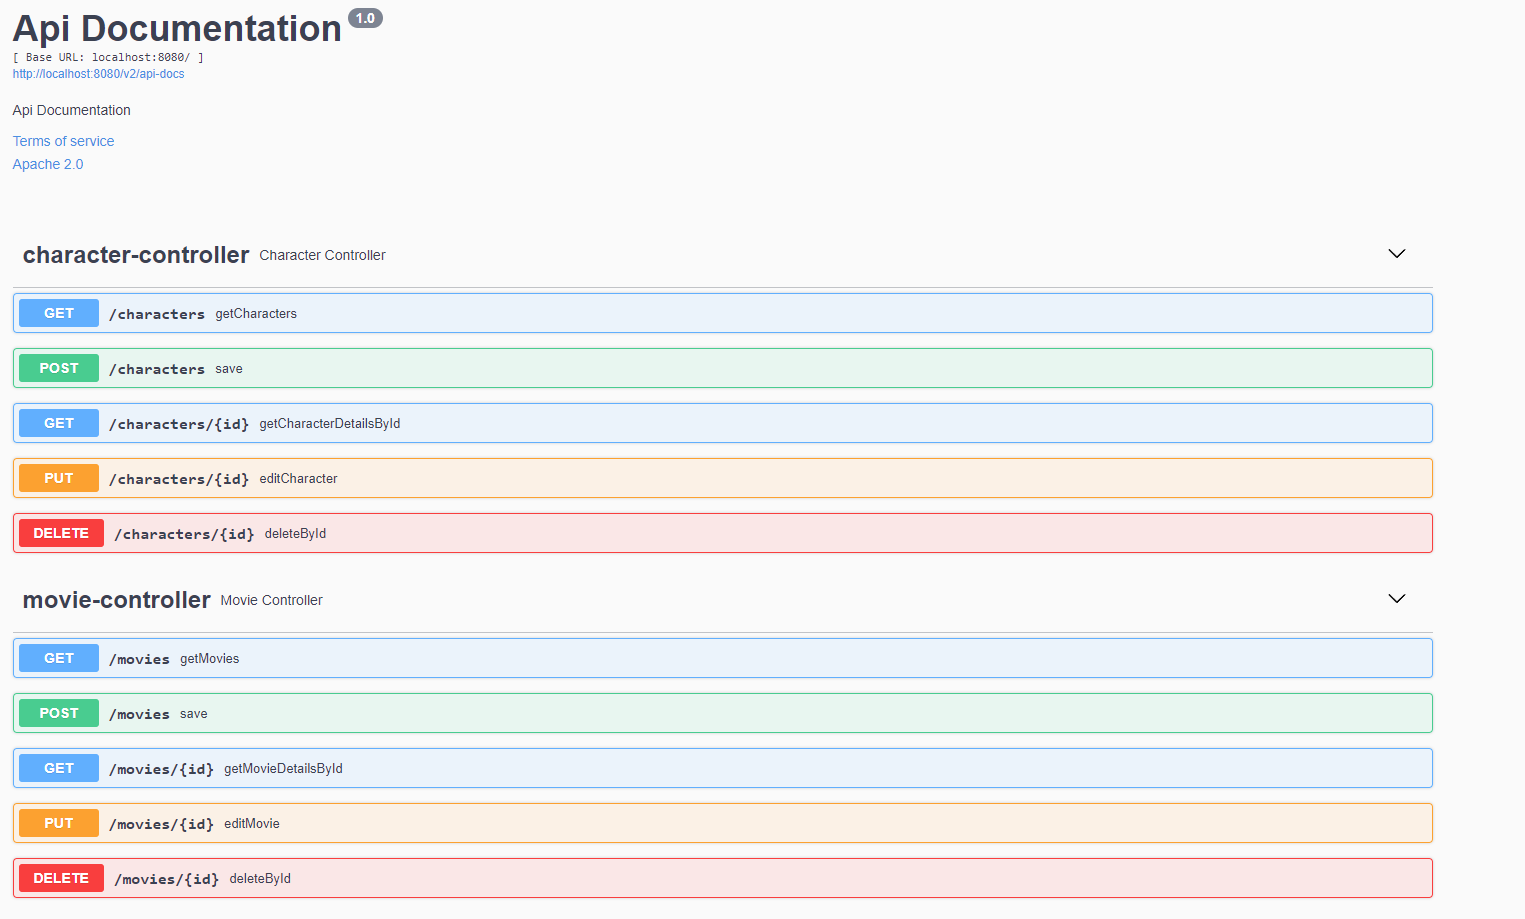 Api Documentation 1.0
[ Base URL: localhost:8080/ ]
http://localhost:8080/v2/api-docs
Api Documentation
Terms of service
Apache 2.0
character-controller Character Controller
GET /characters getCharacters
POST /characters save
GET /characters/{id} getCharacterDetailsById
PUT /characters/{id} editCharacter
DELETE /characters/{id} deleteById
movie-controller Movie Controller
GET /movies getMovies
POST /movies save
GET /movies/{id} getMovieDetailsById
PUT /movies/{id} editMovie
DELETE /movies/{id} deleteById